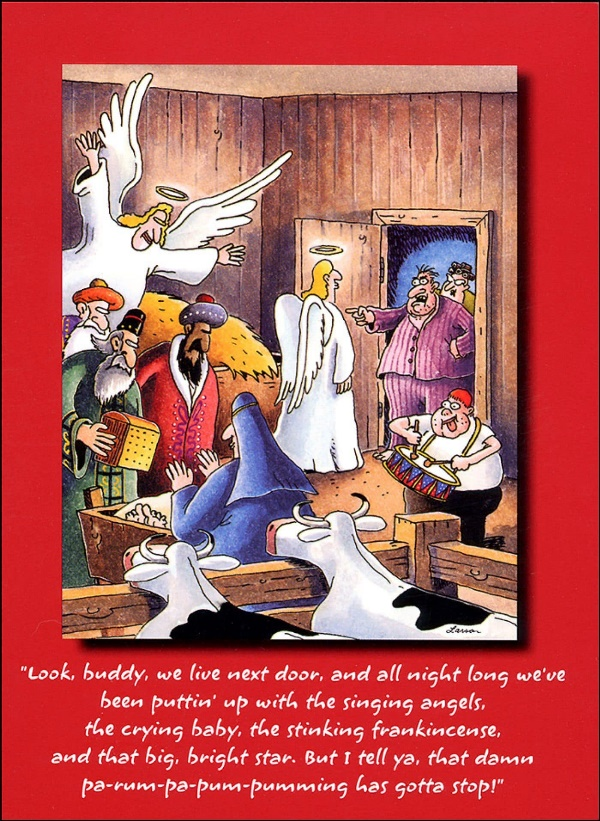 Larson
"Look, buddy, we live next door, and all night long we've
been puttin' up with the singing angels,
the crying baby, the stinking frankincense,
and that big, bright star. But I tell ya, that damn
pa-rum-pa-pum-pumming has gotta stop!"